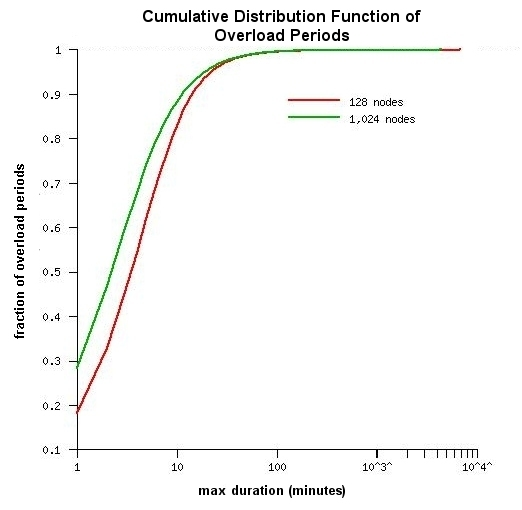 Cumulative Distribution Function of
Overload Periods
1
0.9
0.8
0.7
0.6
0.5
0.4
0.3
0.2
0.1
fraction of overload periods
128 nodes
1,024 nodes
1 10 100 10^3^ 10^4^
max duration (minutes)